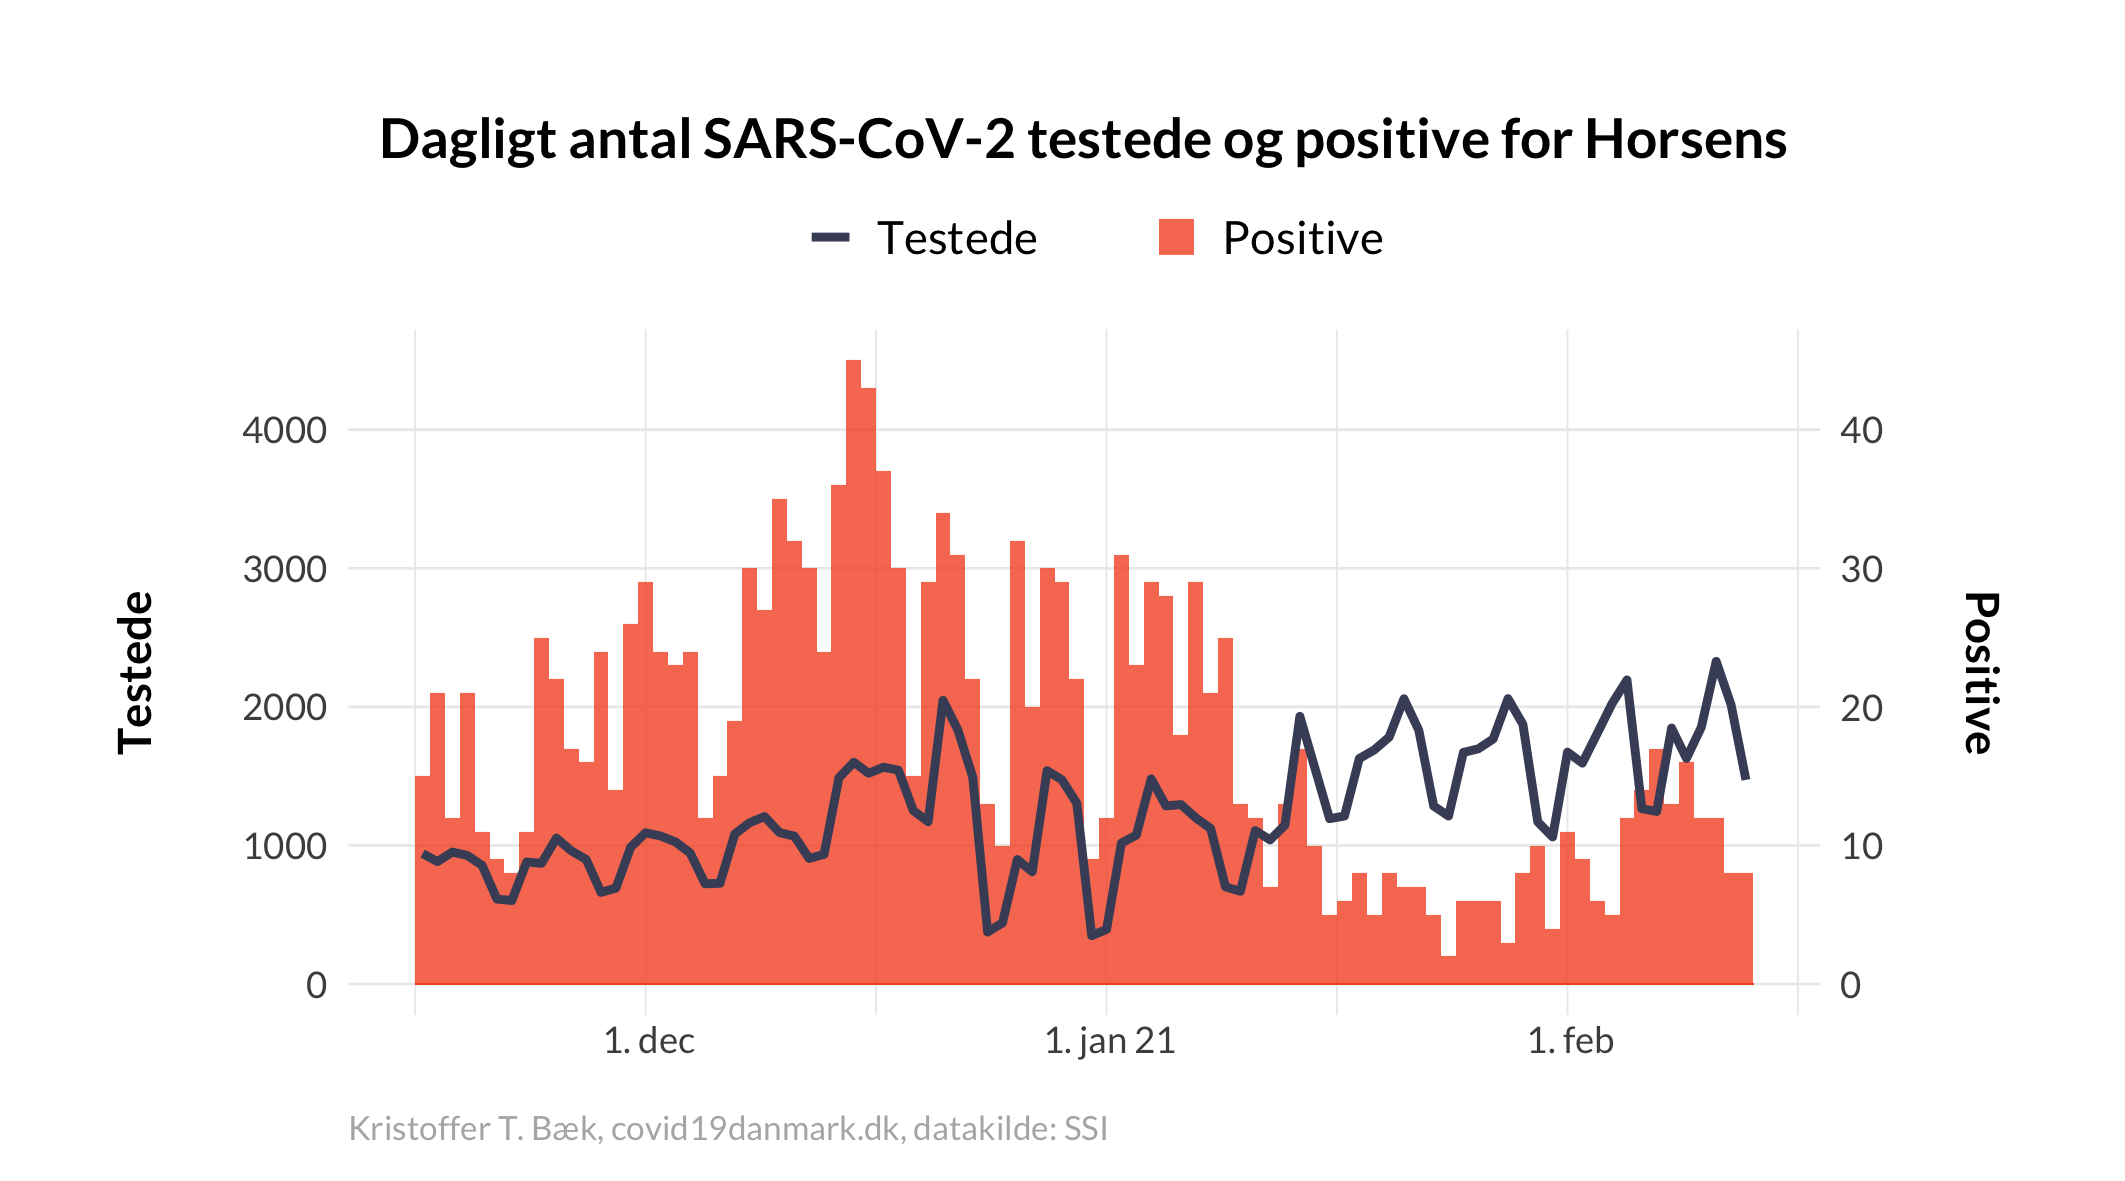 Dagligt antal SARS-CoV-2 testede og positive for Horsens
Testede
Positive
4000
3000
2000
1000
0
Testede
40
30
20
10
0
Positive
1. dec
1. jan 21
1. feb
Kristoffer T. Bæk, covid19danmark.dk, datakilde: SSI